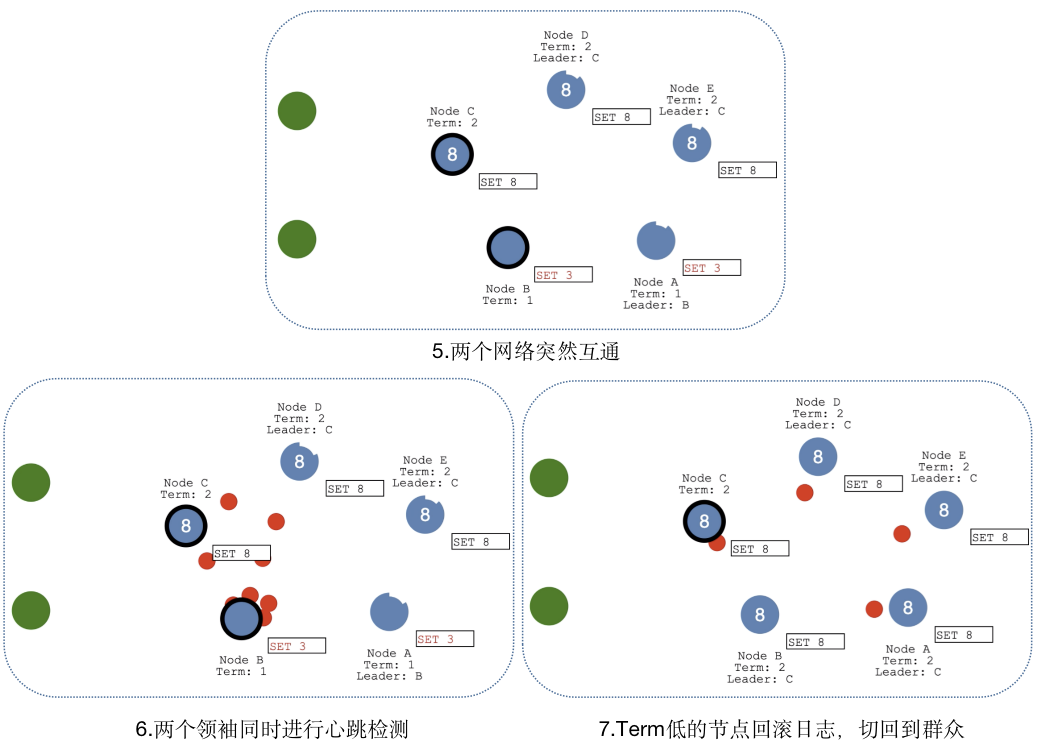 Node D
Term: 2
Leader: C
8
SET 8
Node E
Term: 2
Leader: C
SET 8
Node C
Term: 2
8
SET 8
SET 3
Node B
Term: 1
SET 3
Node A
Term: 1
Leader: B
5.两个网络突然互通
Node D
Term: 2
Leader: C
8
SET 8
Node E
Term: 2
Leader: C
8
SET 8
Node C
Term: 2
8
SET 8
SET 3
Node B
Term: 1
SET 3
Node A
Term: 1
Leader: B
6.两个领袖同时进行心跳检测
Node D
Term: 2
Leader: C
8
SET 8
Node E
Term: 2
Leader: C
8
SET 8
Node C
Term: 2
8
SET 8
8
SET 8
Node B
Term: 2
Leader: C
8
SET 8
Node A
Term: 2
Leader: C
7.Term低的节点回滚日志，切回到群众